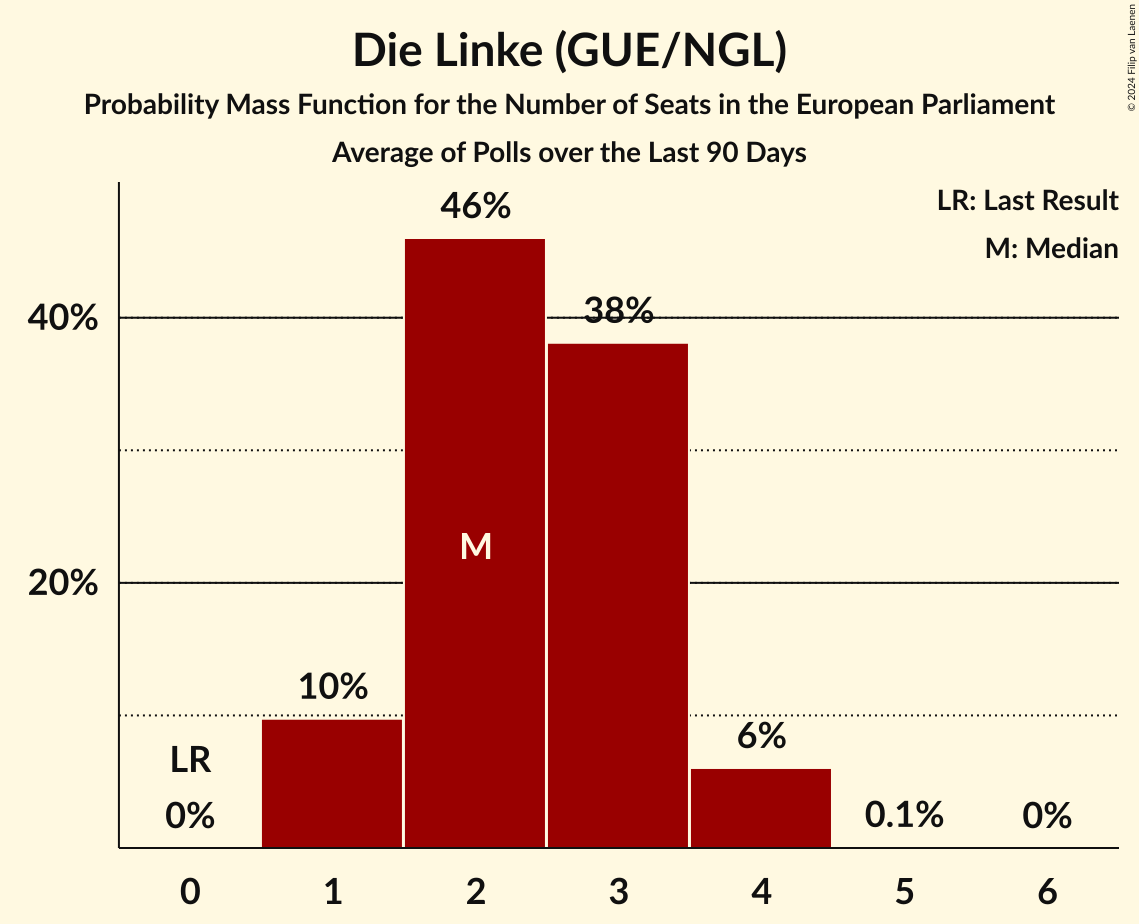 Die Linke (GUE/NGL)
Probability Mass Function for the Number of Seats in the European Parliament
Average of Polls over the Last 90 Days
© 2024 Filip van Laenen
LR: Last Result
M: Median
46%
38%
40%
M
20%
10%
6%
LR
0%
0.1%
0%
0 1 2 3 4 5 6